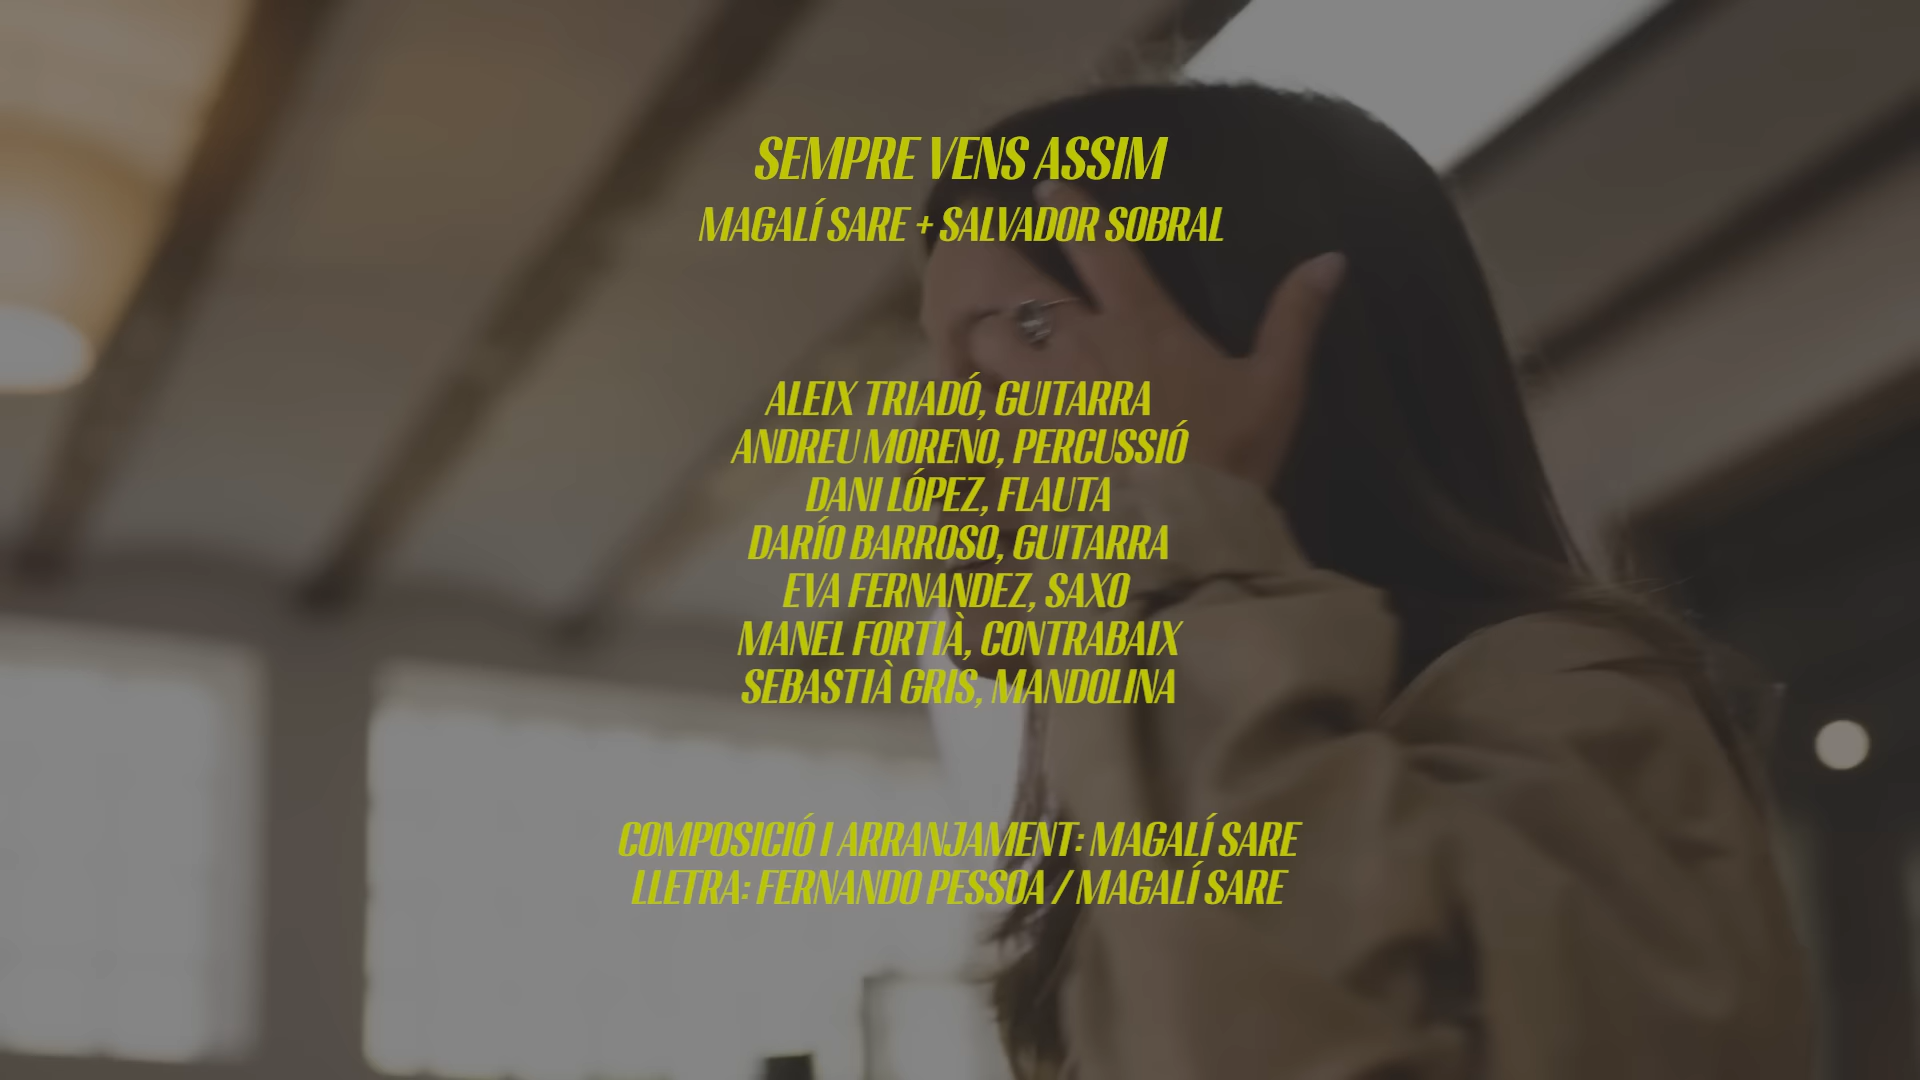 SEMPRE VENS ASSIM
MAGALÍ SARE + SALVADOR SOBRAL
ALEIX TRIADÓ, GUITARRA
ANDREU MORENO, PERCUSSIÓ
DANI LÓPEZ, FLAUTA
DARÍO BARROSO, GUITARRA
EVA FERNANDEZ, SAXO
MANEL FORTIÀ, CONTRABAIX
SEBASTIÀ GRIS, MANDOLINA
COMPOSICIÓ I ARRANJAMENT: MAGALÍ SARE
LLETRA: FERNANDO PESSOA / MAGALÍ SARE